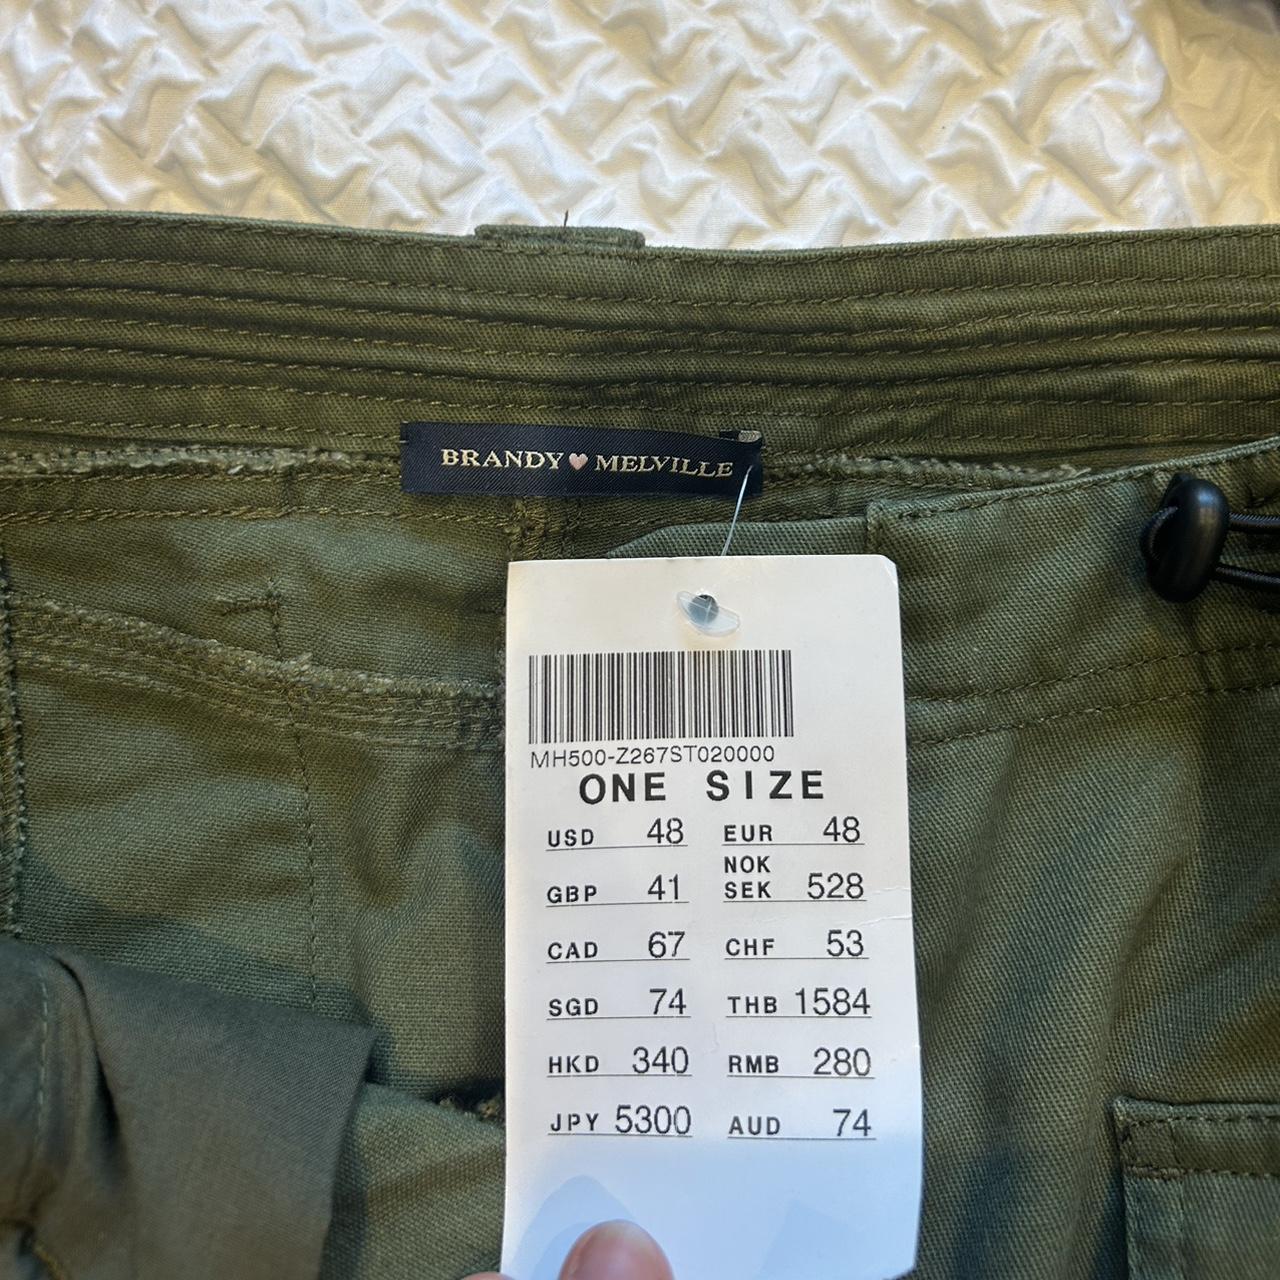 BRANDY MELVILLE
MH500-Z267ST020000
ONE SIZE
USD 48 EUR 48
NOK
GBP 41 SEK 528
CAD 67 CHF 53
SGD 74 THB 1584
HKD 340 RMB 280
JPY 5300 AUD 74